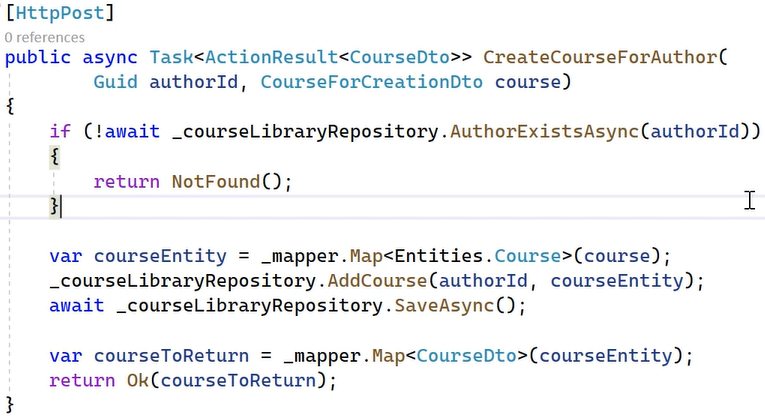 [HttpPost]
0 references
public async Task<ActionResult<CourseDto>> CreateCourseForAuthor(
Guid authorId, CourseForCreationDto course)
{
if (!await _courseLibraryRepository.AuthorExistsAsync(authorId))
{
return NotFound();
}
var courseEntity = _mapper.Map<Entities.Course>(course);
_courseLibraryRepository.AddCourse(authorId, courseEntity);
await _courseLibraryRepository.SaveAsync();
var courseToReturn = _mapper.Map<CourseDto>(courseEntity);
return Ok(courseToReturn);
}